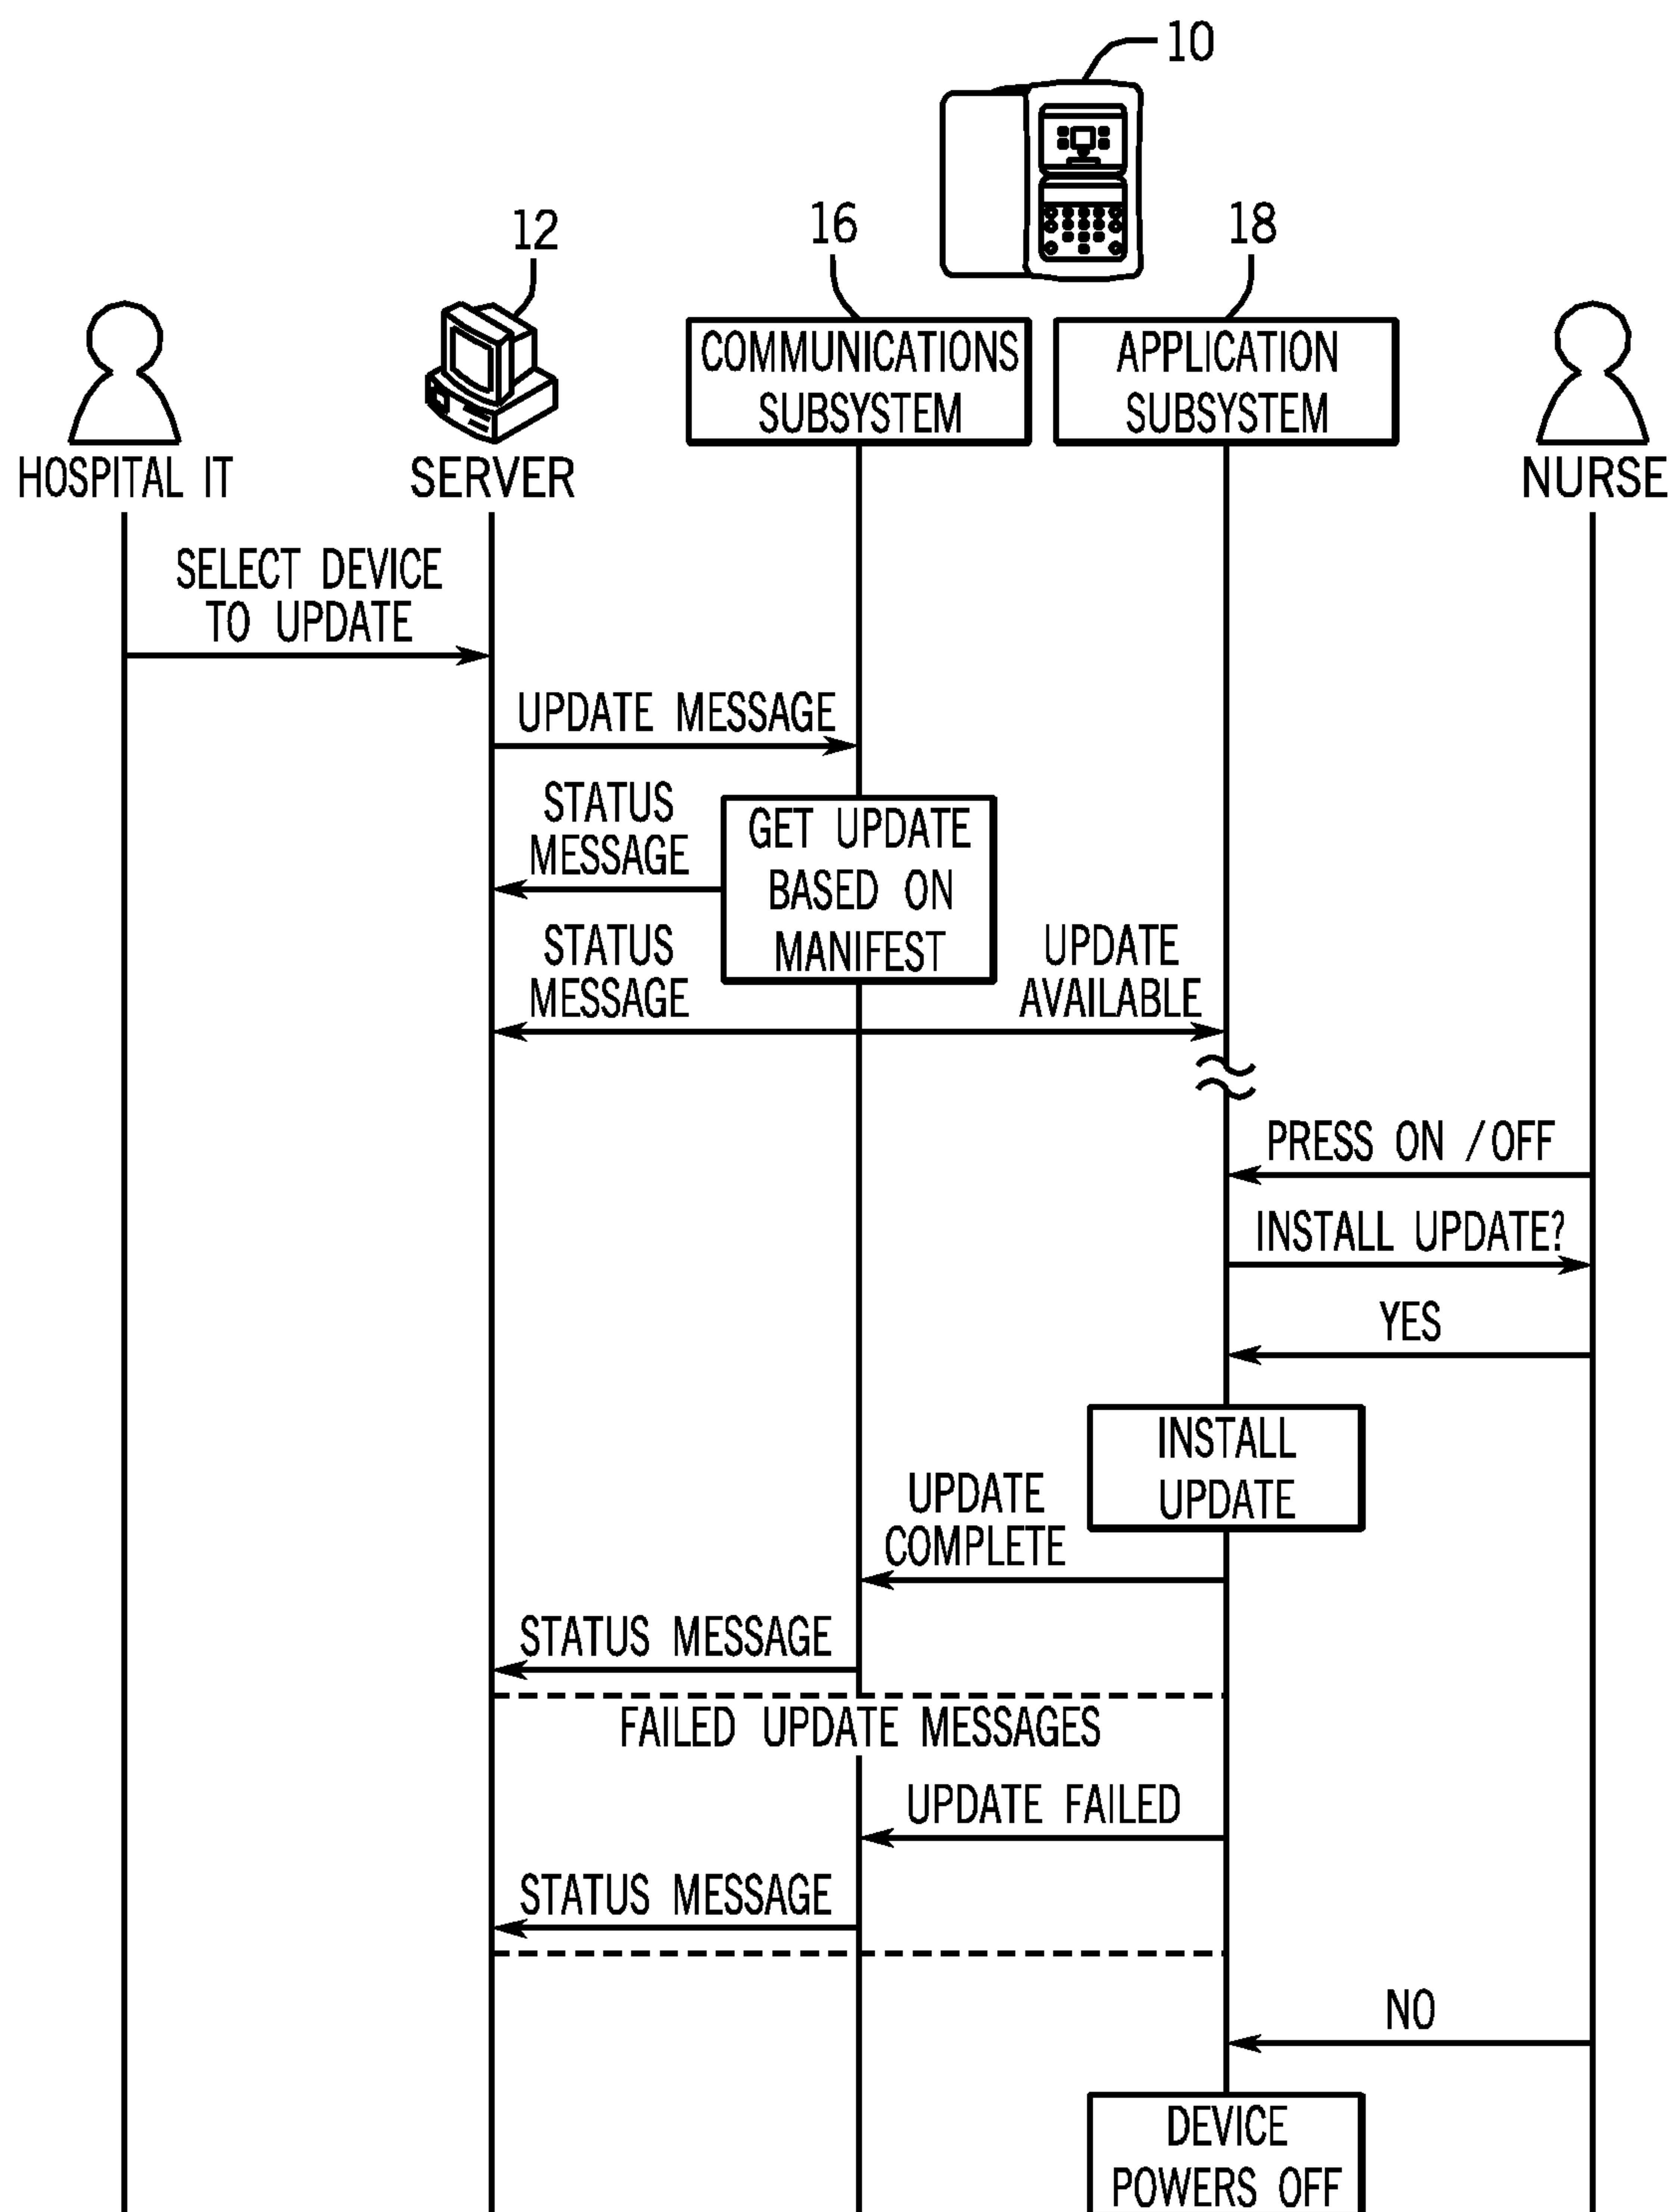 10
12
16
18
COMMUNICATIONS
SUBSYSTEM
APPLICATION
SUBSYSTEM
HOSPITAL IT
SERVER
NURSE
SELECT DEVICE
TO UPDATE
UPDATE MESSAGE
STATUS
MESSAGE
GET UPDATE
BASED ON
MANIFEST
STATUS
MESSAGE
UPDATE
AVAILABLE
PRESS ON /OFF
INSTALL UPDATE?
YES
INSTALL
UPDATE
UPDATE
COMPLETE
STATUS MESSAGE
FAILED UPDATE MESSAGES
UPDATE FAILED
STATUS MESSAGE
NO
DEVICE
POWERS OFF